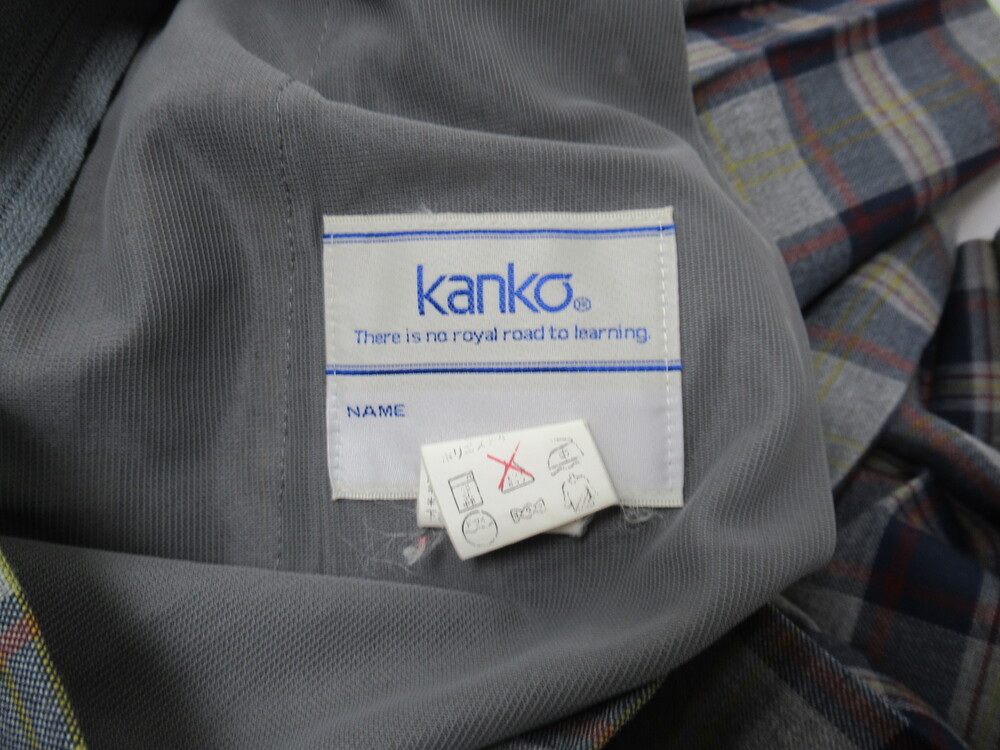 kanko®
There is no royal road to learning.
NAME